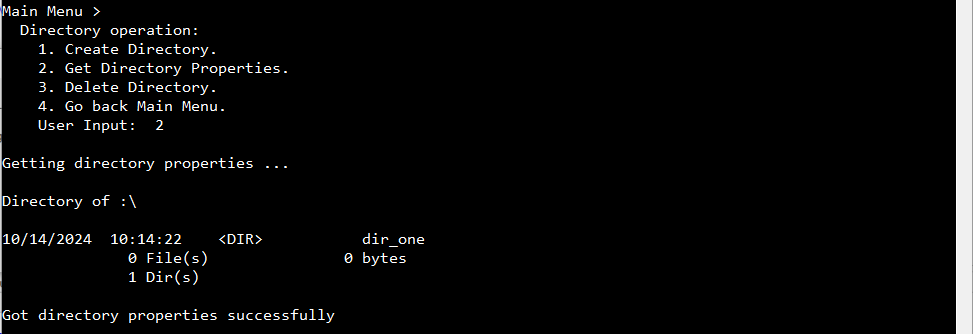 Main Menu >
Directory operation:
1. Create Directory.
2. Get Directory Properties.
3. Delete Directory.
4. Go back Main Menu.
User Input:  2
Getting directory properties ...
Directory of :\
10/14/2024  10:14:22    <DIR>           dir_one
0 File(s)               0 bytes
1 Dir(s)
Got directory properties successfully